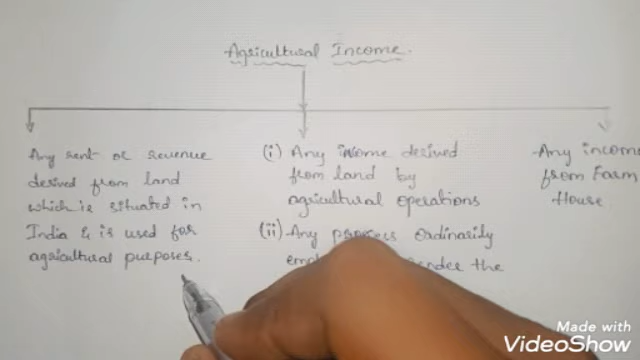 Agricultural Income.
Any rent or revenue
derived from land
which is situated in
India & is used for
agricultural purposes.
(i) Any income derived
from land by
agricultural operations
(ii) Any process ordinarily
render the
Any income
from Farm
House
Made with
VideoShow